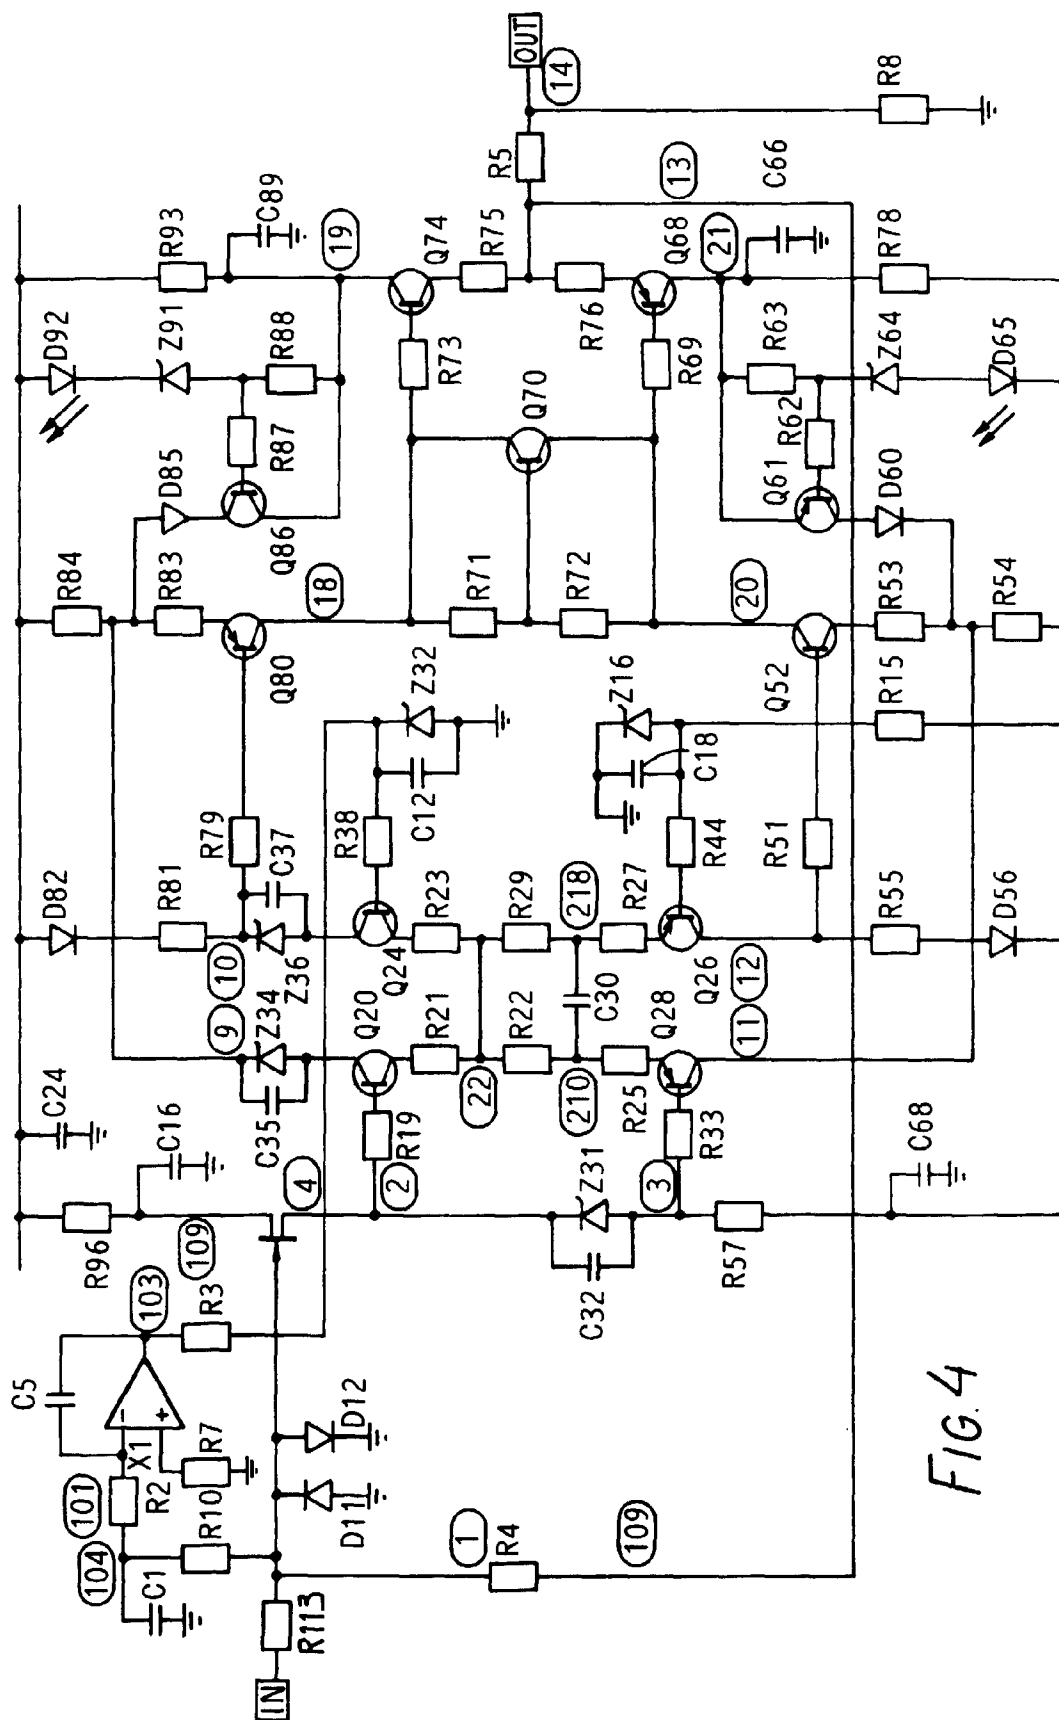 C5
103
R96
C24
C16
109
R3
101
X1
R2
R7
104
R10
C1
R113
IN
D11
D12
1
R4
109
4
2
R19
Z31
C32
3
R33
R57
C68
9
Z34
C35
Q20
R21
22
R22
210
R25
Q28
11
C30
D82
R81
10
Z36
C37
R79
Q24
R23
R29
218
R27
Q26
12
R38
C12
Z32
Z16
C18
R44
R51
R55
D56
R84
R83
Q80
18
R71
R72
20
Q52
R53
R15
R54
D85
Q86
R87
R88
Z91
D92
R93
C89
19
Q74
R73
R75
Q70
R69
R76
Q68
21
R63
R62
Q61
D60
Z64
D65
R78
C66
13
R5
14
OUT
R8
FIG. 4